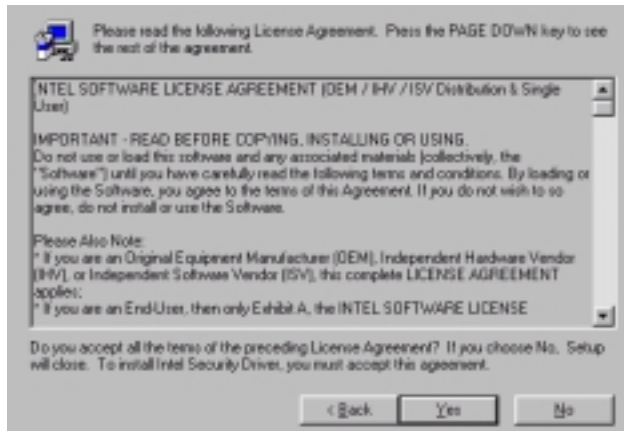 Please read the following License Agreement. Press the PAGE DOWN key to see
the rest of the agreement.
INTEL SOFTWARE LICENSE AGREEMENT (OEM / IHV / ISV Distribution & Single
User)
IMPORTANT - READ BEFORE COPYING, INSTALLING OR USING.
Do not use or load this software and any associated materials (collectively, the
"Software") until you have carefully read the following terms and conditions. By loading or
using the Software, you agree to the terms of this Agreement. If you do not wish to so
agree, do not install or use the Software.
Please Also Note:
* If you are an Original Equipment Manufacturer (OEM), Independent Hardware Vendor
(IHV), or Independent Software Vendor (ISV), this complete LICENSE AGREEMENT
applies;
* If you are an End-User, then only Exhibit A, the INTEL SOFTWARE LICENSE
Do you accept all the terms of the preceding License Agreement? If you choose No, Setup
will close. To install Intel Security Driver, you must accept this agreement.
< Back
Yes
No